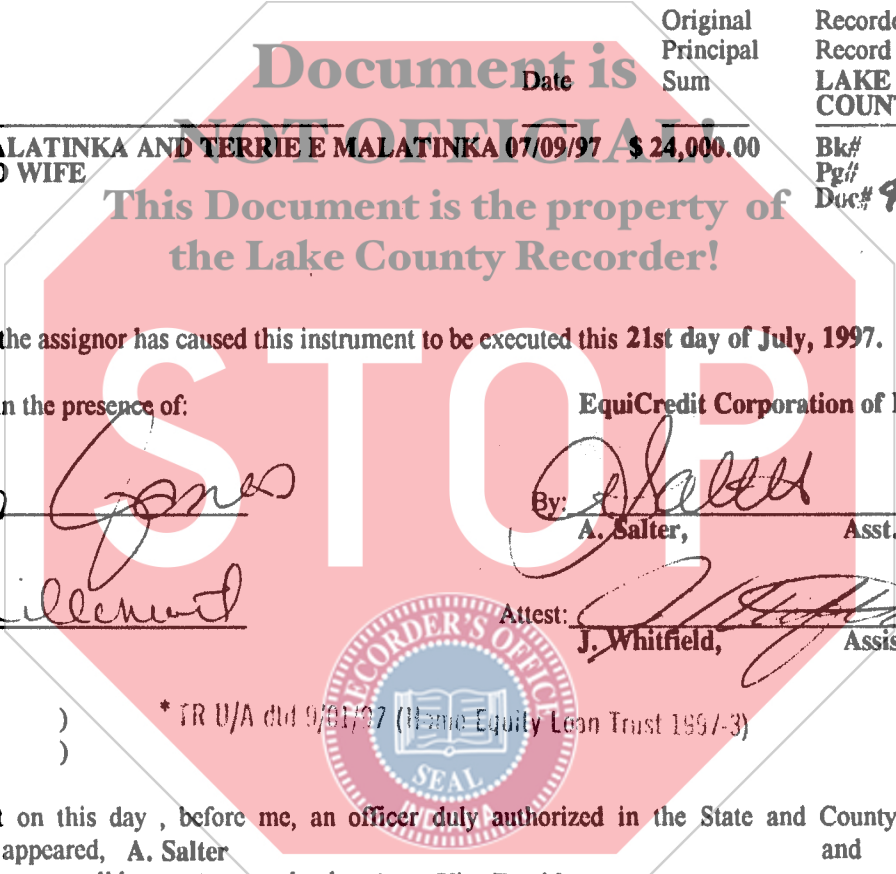 Original Recorde
Principal Record
Date Sum LAKE
COUN
ALATINKA AND TERRIE E MALATINKA 07/09/97 $ 24,000.00 Bk#
D WIFE Pg#
Doc#
Document is
NOT OFFICIAL!
This Document is the property of
the Lake County Recorder!
the assignor has caused this instrument to be executed this 21st day of July, 1997.
n the presence of:
EquiCredit Corporation of
STOP
Jones
By: A Salter
A. Salter, Asst.
Attest:
J. Whitfield, Assis
RECORDER'S OFFICE
SEAL
INDIANA
)
)
* TR U/A dtd 9/01/97 (Home Equity Loan Trust 1997-3)
t on this day , before me, an officer duly authorized in the State and County
appeared, A. Salter and